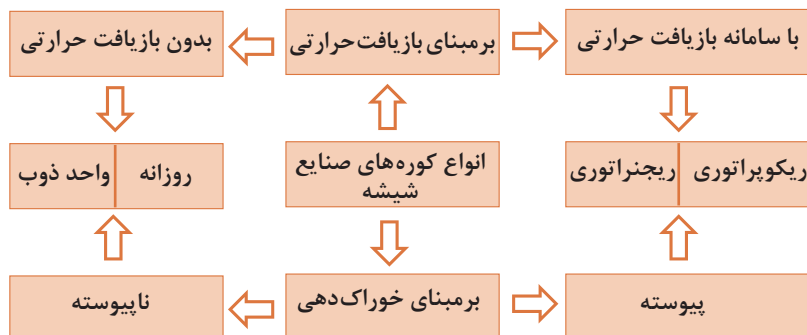 با سامانه بازیافت حرارتی
برمبنای بازیافت حرارتی
بدون بازیافت حرارتی
انواع کوره‌های صنایع
شیشه
ریکوپراتوری
ریجنراتوری
روزانه
واحد ذوب
پیوسته
برمبنای خوراک‌دهی
ناپیوسته